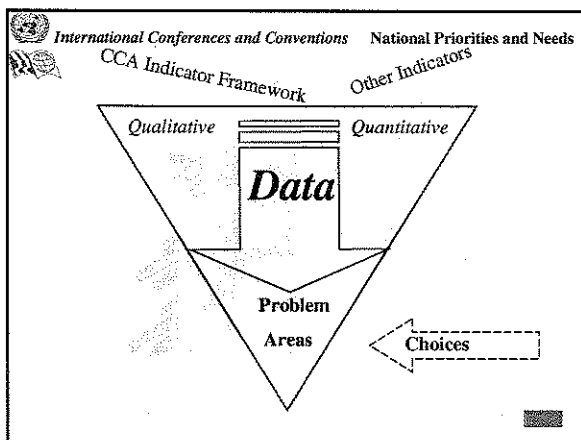 International Conferences and Conventions National Priorities and Needs
CCA Indicator Framework Other Indicators
Qualitative Quantitative
Data
Problem
Areas
Choices